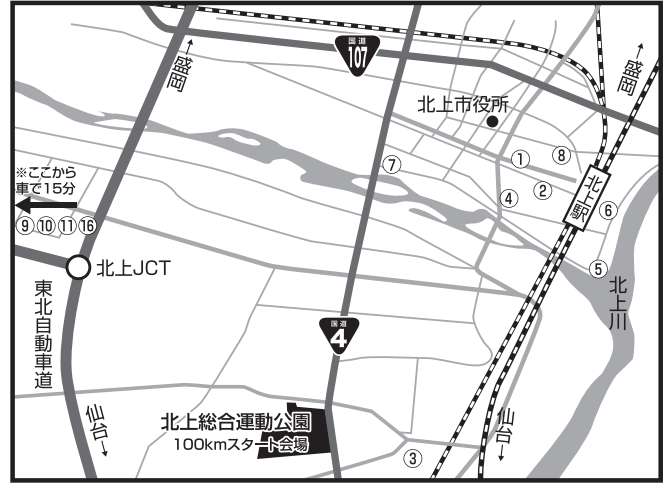 国道
107
盛岡→
盛岡→
北上市役所
⑦
①
⑧
②
④
⑥
北上駅
⑤
※ここから
車で15分
⑨⑩⑪⑯
北上JCT
北上川
東北自動車道
国道
4
北上総合運動公園
100kmスタート会場
仙台→
仙台→
③